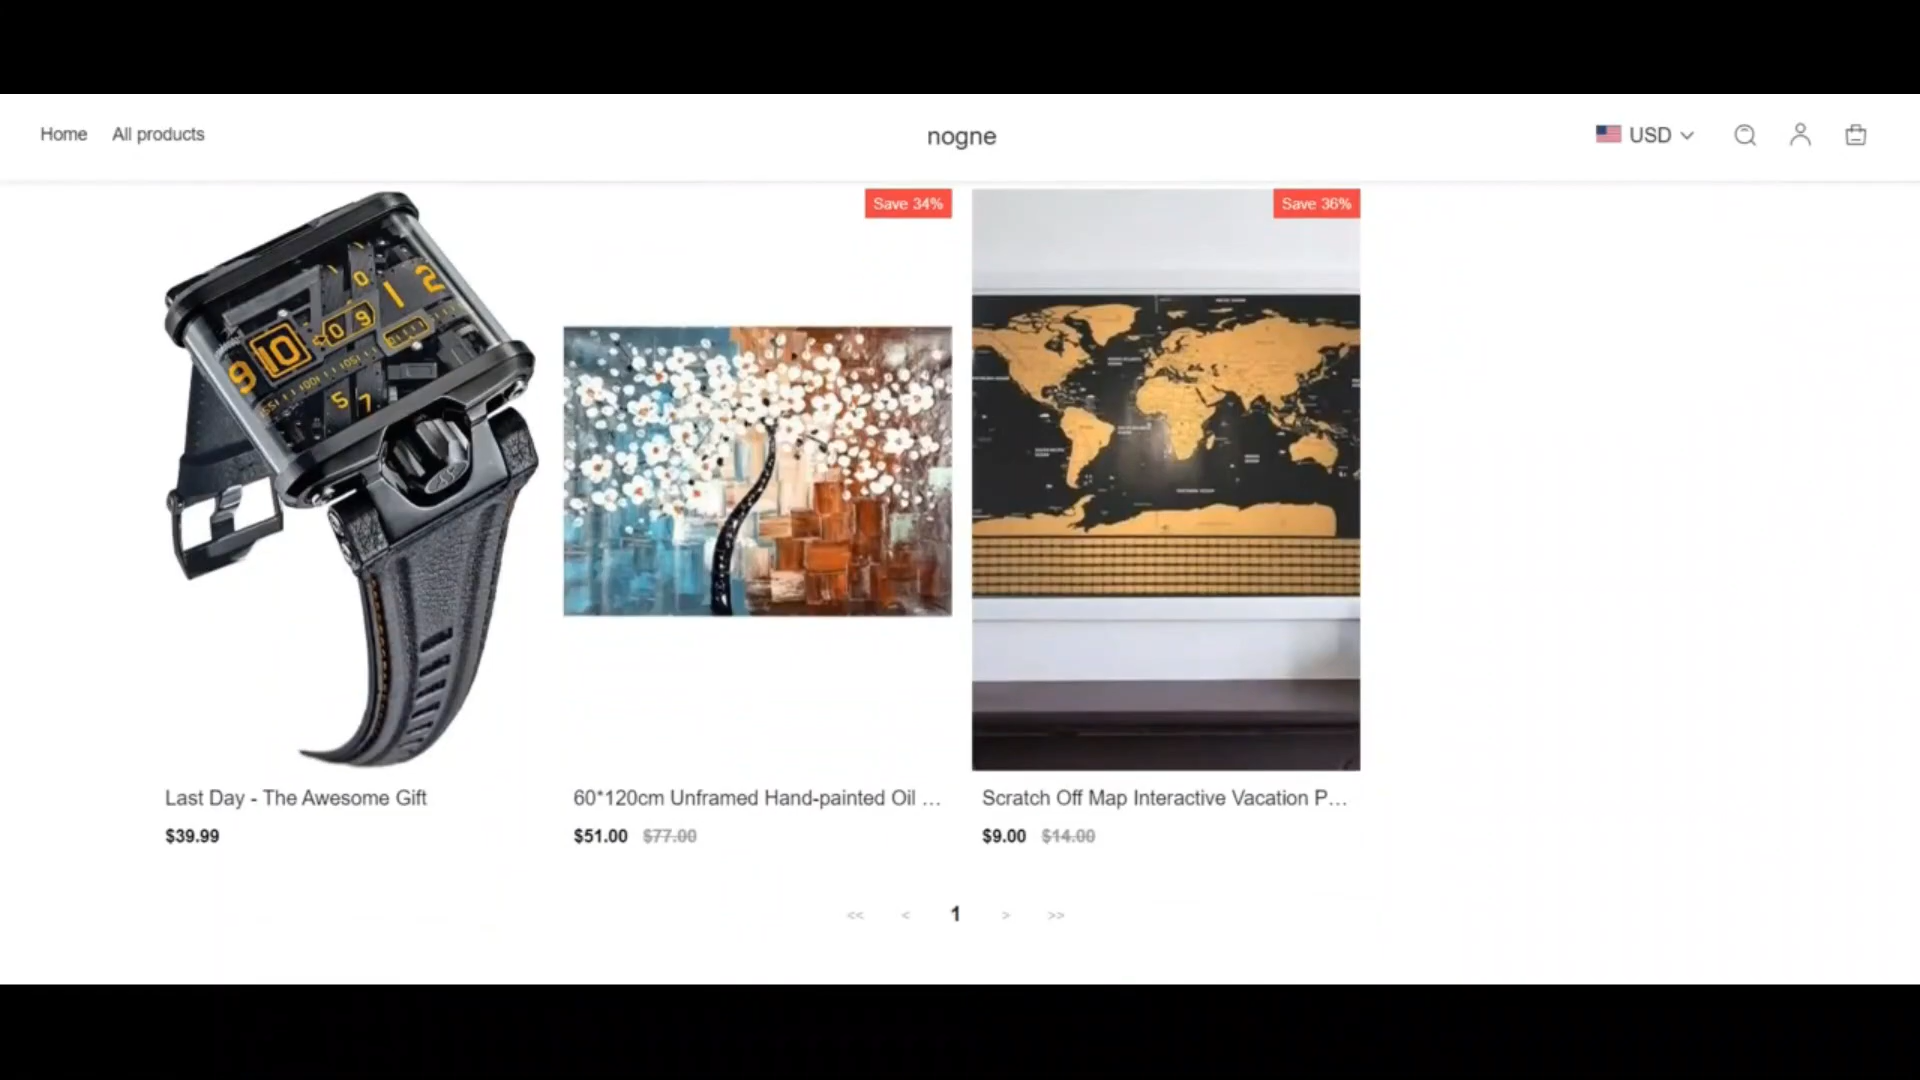 Home All products nogne USD
Save 34%
Save 36%
Last Day - The Awesome Gift
$39.99
60*120cm Unframed Hand-painted Oil ...
$51.00 $77.00
Scratch Off Map Interactive Vacation P...
$9.00 $14.00
<< < 1 > >>